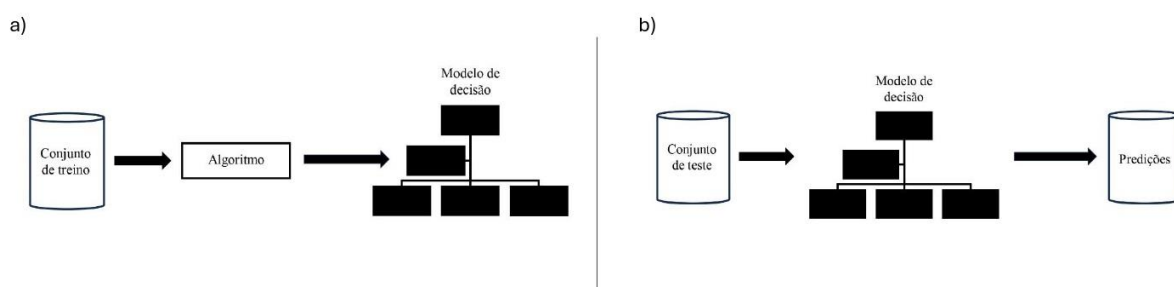 a)
Modelo de
decisão
Conjunto
de treino
Algoritmo
b)
Modelo de
decisão
Conjunto
de teste
Predições